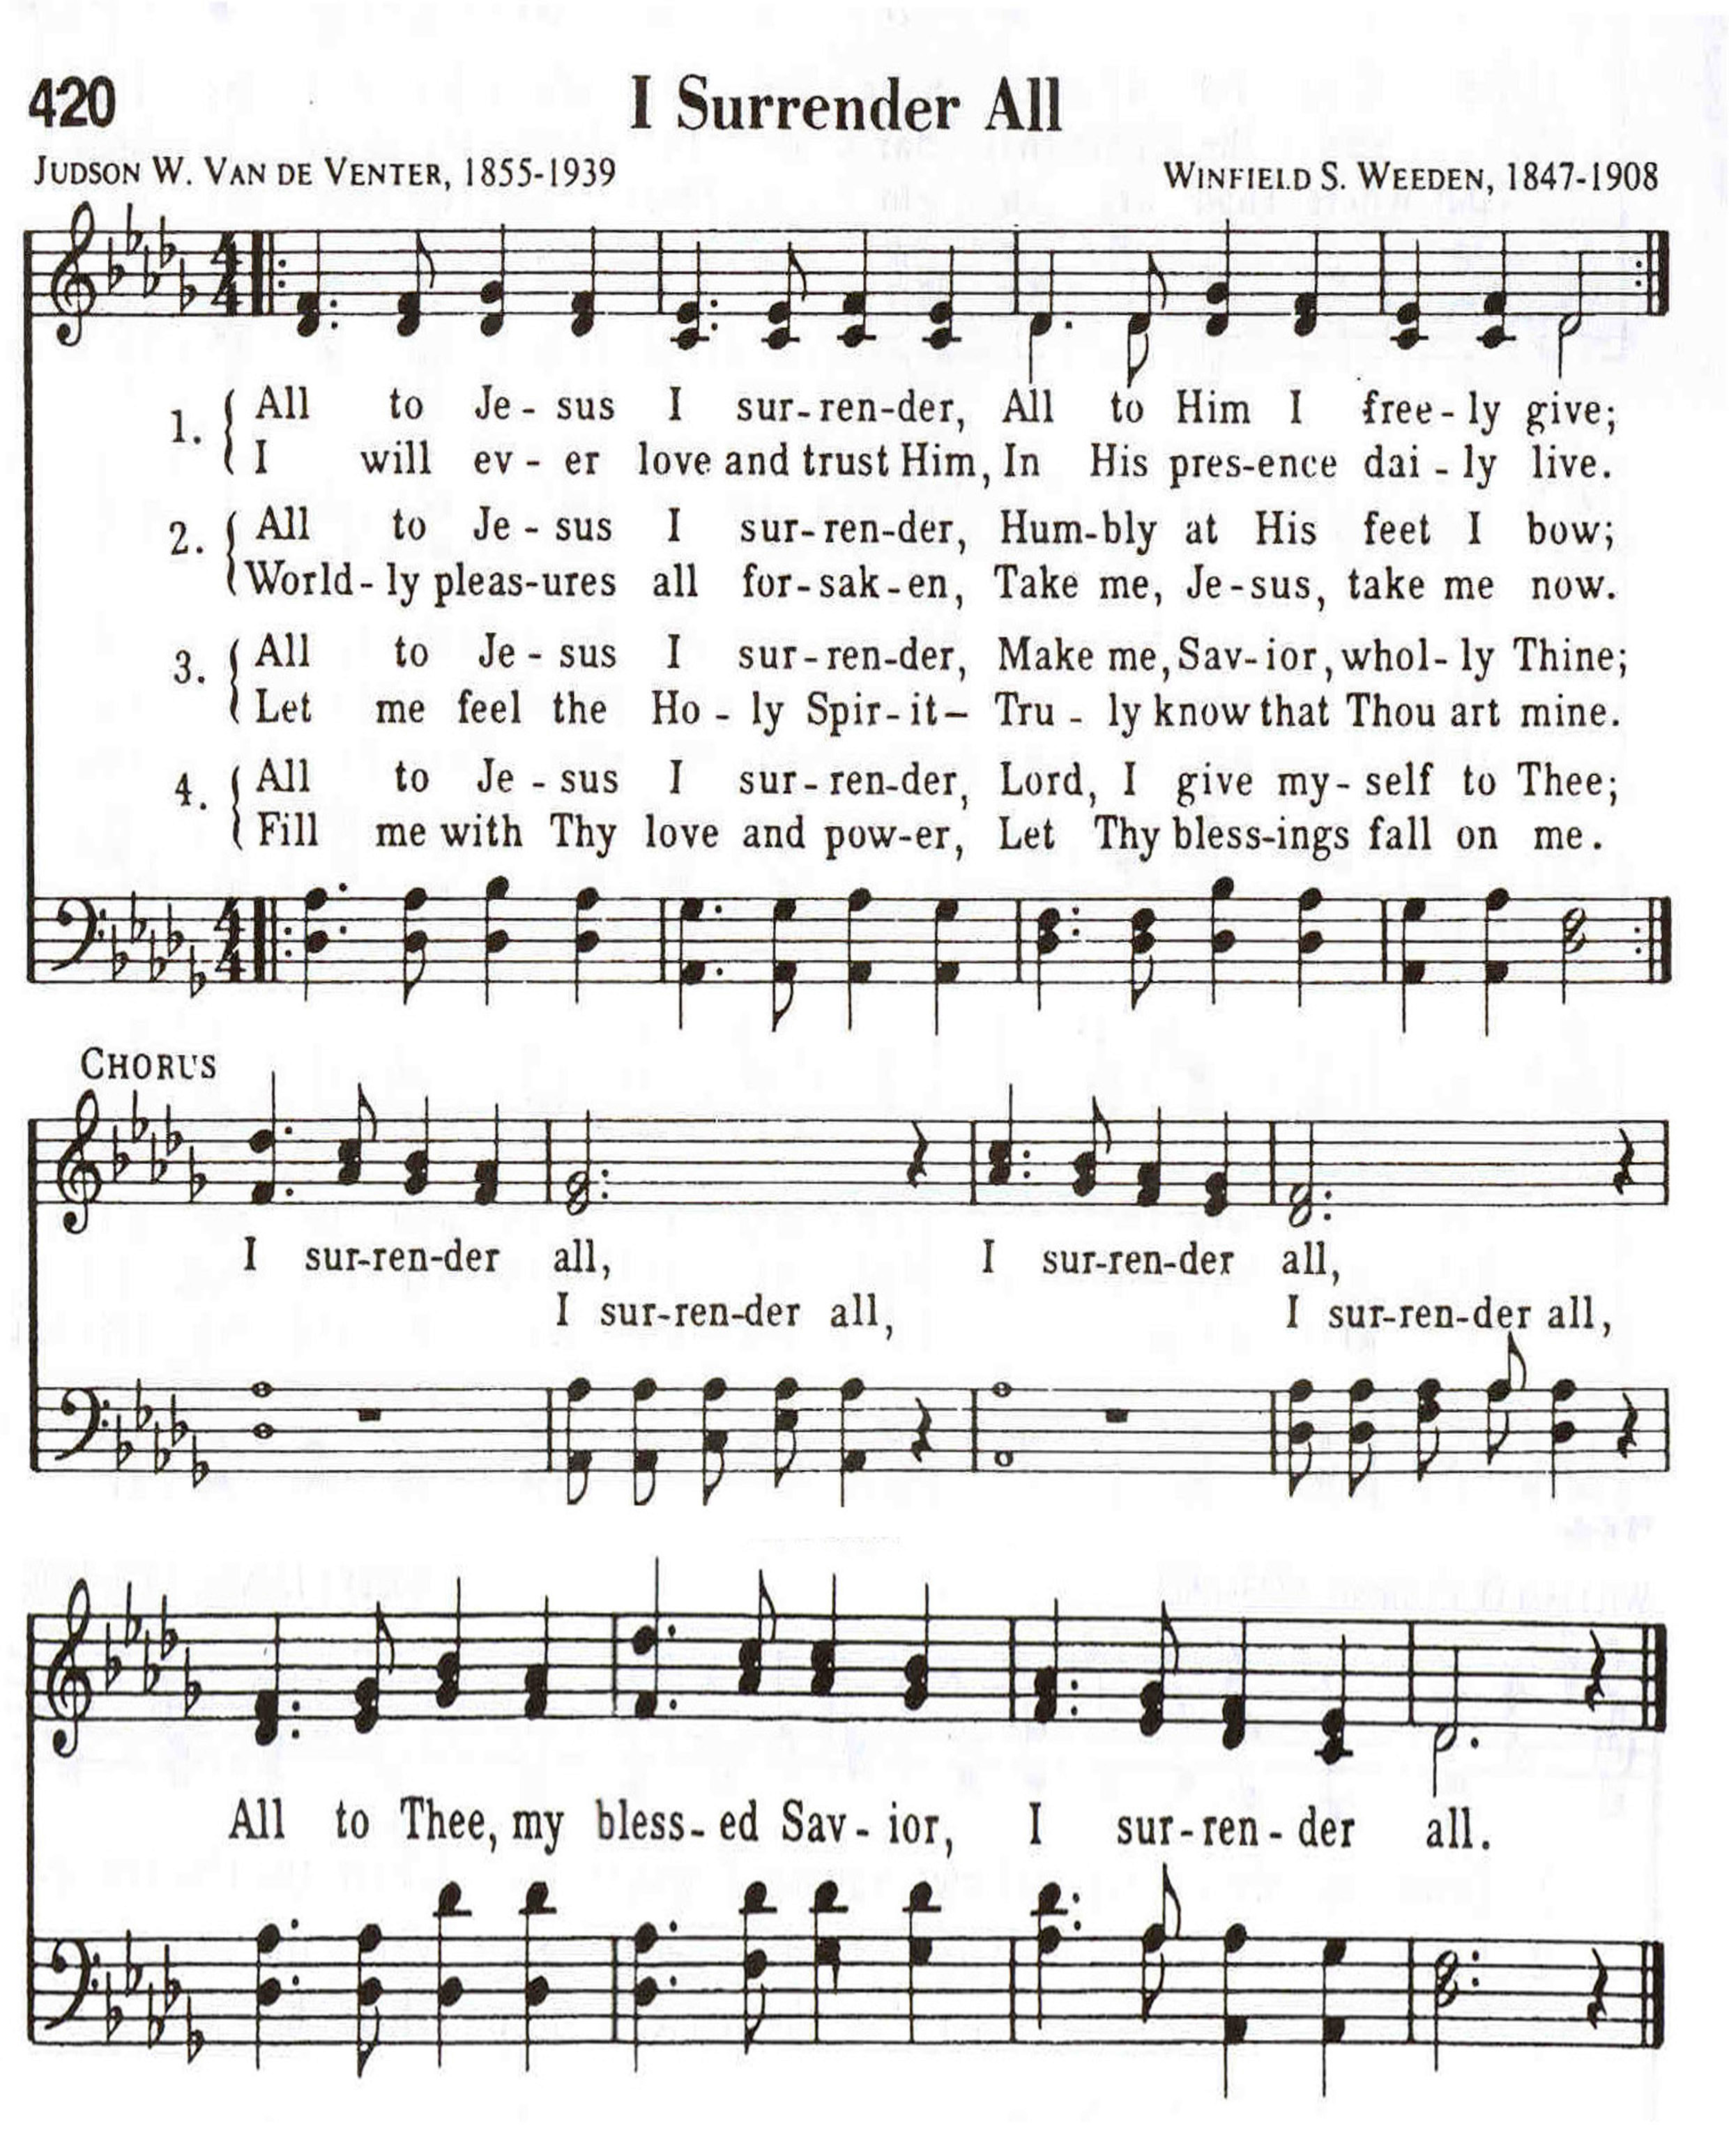 420
I Surrender All
JUDSON W. VAN DE VENTER, 1855-1939
WINFIELD S. WEEDEN, 1847-1908
1. { All to Je - sus I sur-ren-der, All to Him I free - ly give;
I will ev - er love and trust Him, In His pres-ence dai - ly live.
2. { All to Je - sus I sur-ren-der, Hum-bly at His feet I bow;
World - ly pleas-ures all for-sak-en, Take me, Je-sus, take me now.
3. { All to Je - sus I sur-ren-der, Make me, Sav-ior, whol-ly Thine;
Let me feel the Ho - ly Spir-it– Tru - ly know that Thou art mine.
4. { All to Je - sus I sur-ren-der, Lord, I give my-self to Thee;
Fill me with Thy love and pow-er, Let Thy bless-ings fall on me.
CHORUS
I sur-ren-der all, I sur-ren-der all,
I sur-ren-der all, I sur-ren-der all,
All to Thee, my bless-ed Sav-ior, I sur-ren-der all.